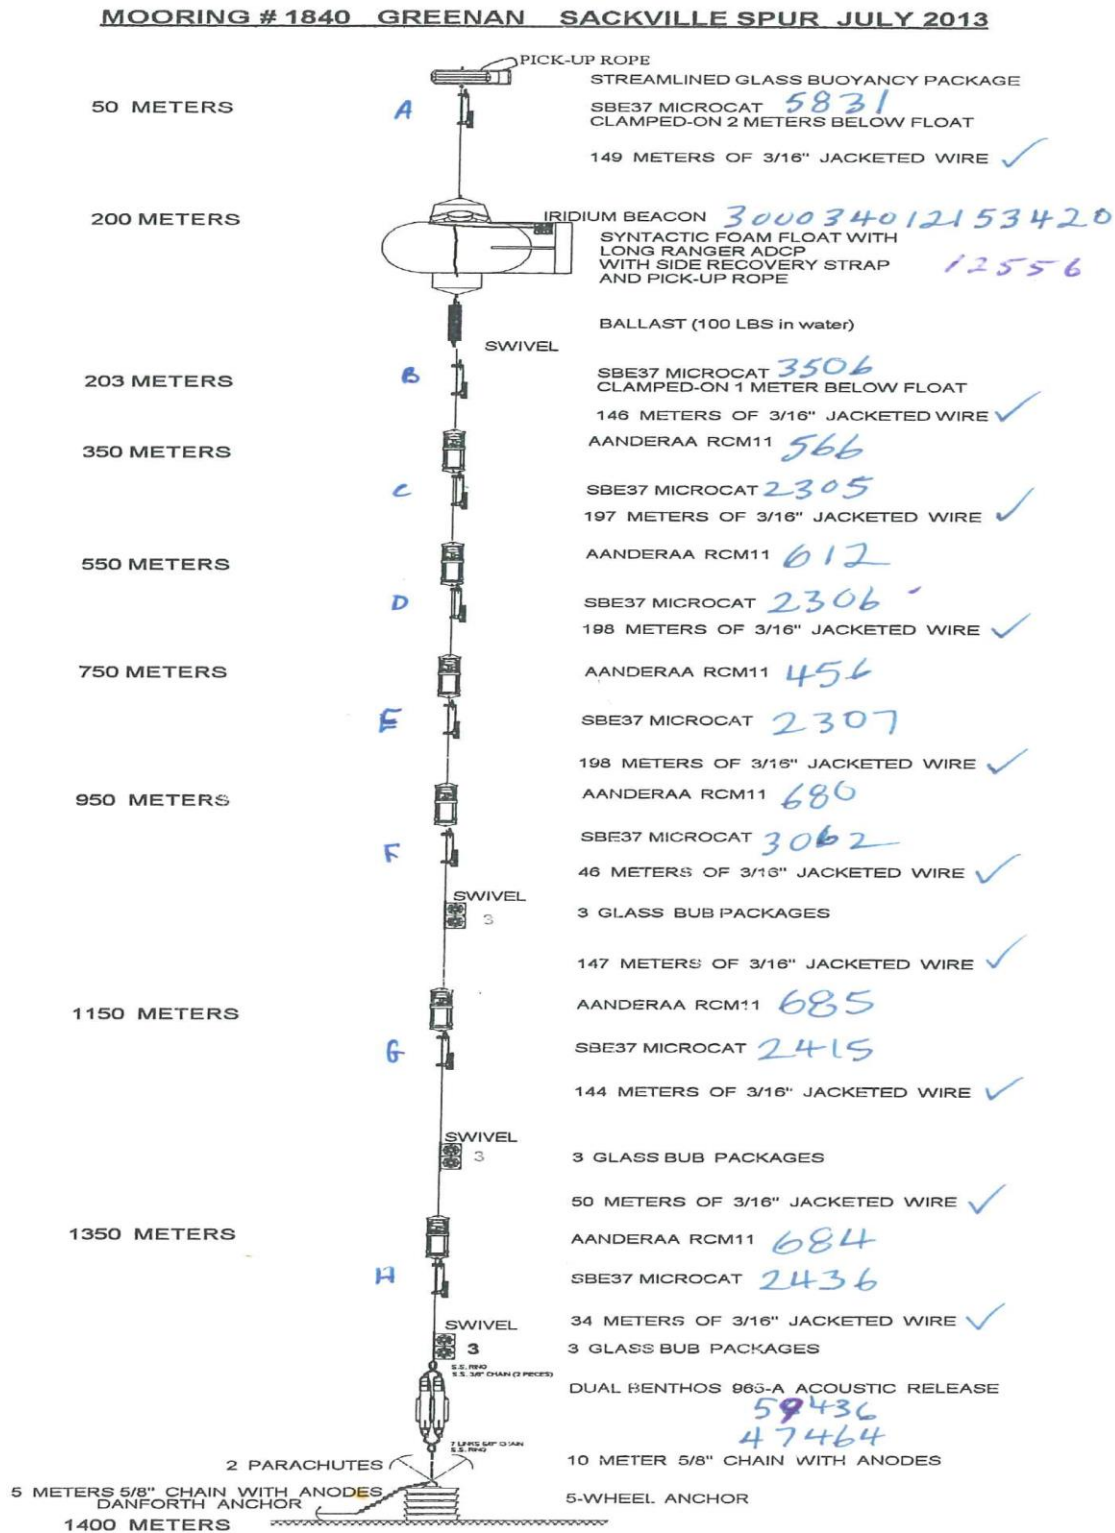 MOORING # 1840 GREENAN SACKVILLE SPUR JULY 2013
PICK-UP ROPE
STREAMLINED GLASS BUOYANCY PACKAGE
50 METERS A SBE37 MICROCAT 5831
CLAMPED-ON 2 METERS BELOW FLOAT
149 METERS OF 3/16" JACKETED WIRE ✓
200 METERS IRIDIUM BEACON 300034012153420
SYNTACTIC FOAM FLOAT WITH
LONG RANGER ADCP
WITH SIDE RECOVERY STRAP 12556
AND PICK-UP ROPE
BALLAST (100 LBS in water)
SWIVEL
203 METERS B SBE37 MICROCAT 3506
CLAMPED-ON 1 METER BELOW FLOAT
146 METERS OF 3/16" JACKETED WIRE ✓
350 METERS AANDERAA RCM11 566
C SBE37 MICROCAT 2305
197 METERS OF 3/16" JACKETED WIRE ✓
550 METERS AANDERAA RCM11 612
D SBE37 MICROCAT 2306
198 METERS OF 3/16" JACKETED WIRE ✓
750 METERS AANDERAA RCM11 456
E SBE37 MICROCAT 2307
198 METERS OF 3/16" JACKETED WIRE ✓
950 METERS AANDERAA RCM11 680
F SBE37 MICROCAT 3062
46 METERS OF 3/16" JACKETED WIRE ✓
SWIVEL
3 3 GLASS BUB PACKAGES
147 METERS OF 3/16" JACKETED WIRE ✓
1150 METERS AANDERAA RCM11 685
G SBE37 MICROCAT 2415
144 METERS OF 3/16" JACKETED WIRE ✓
SWIVEL
3 3 GLASS BUB PACKAGES
50 METERS OF 3/16" JACKETED WIRE ✓
1350 METERS AANDERAA RCM11 684
H SBE37 MICROCAT 2436
34 METERS OF 3/16" JACKETED WIRE ✓
SWIVEL
3 3 GLASS BUB PACKAGES
S.S. RING
S.S. 3/8" CHAIN (2 PIECES)
DUAL BENTHOS 965-A ACOUSTIC RELEASE
59436
47464
7 LINKS 5/8" CHAIN
S.S. RING
2 PARACHUTES 10 METER 5/8" CHAIN WITH ANODES
5 METERS 5/8" CHAIN WITH ANODES 5-WHEEL ANCHOR
DANFORTH ANCHOR
1400 METERS